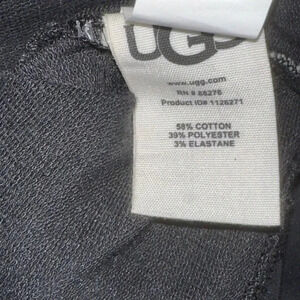 UGG
www.ugg.com
RN # 88276
Product ID# 1126271
58% COTTON
39% POLYESTER
3% ELASTANE